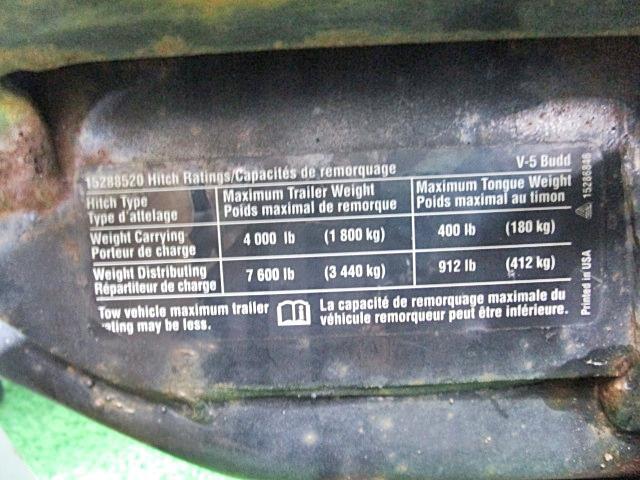 15288520 Hitch Ratings/Capacités de remorquage V-5 Budd
Hitch Type Maximum Trailer Weight Maximum Tongue Weight
Type d'attelage Poids maximal de remorque Poids maximal au timon
Weight Carrying 4 000 lb (1 800 kg) 400 lb (180 kg)
Porteur de charge
Weight Distributing 7 600 lb (3 440 kg) 912 lb (412 kg)
Répartiteur de charge
Tow vehicle maximum trailer La capacité de remorquage maximale du
rating may be less. véhicule remorqueur peut être inférieure.
Printed in USA 15286848